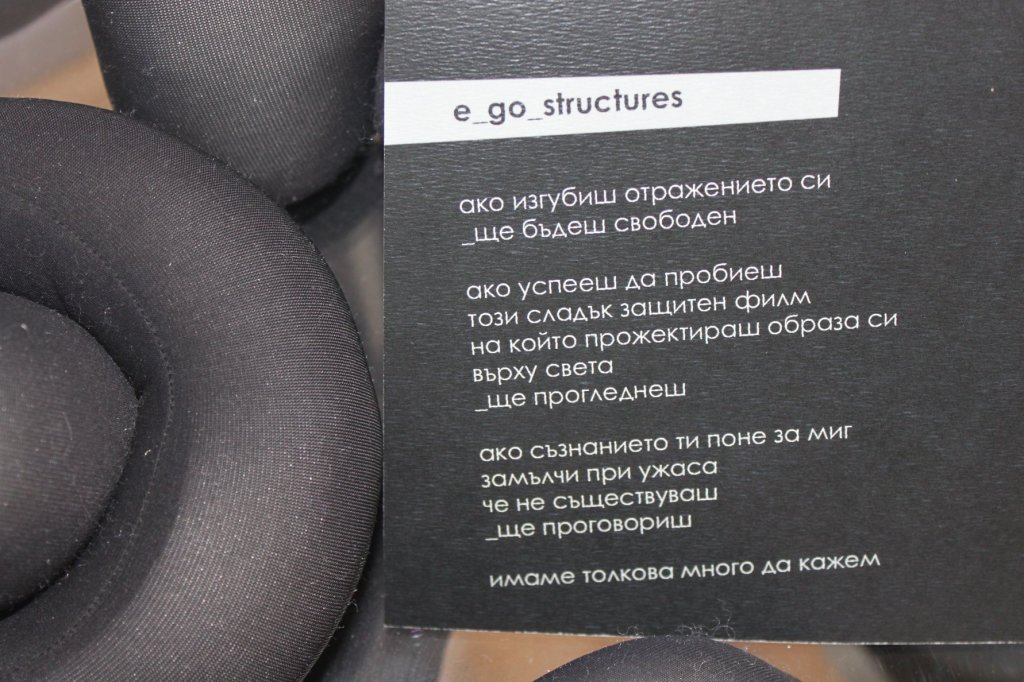 e_go_structures
ако изгубиш отражението си
_ще бъдеш свободен
ако успееш да пробиеш
този сладък защитен филм
на който прожектираш образа си
върху света
_ще прогледнеш
ако съзнанието ти поне за миг
замълчи при ужаса
че не съществуваш
_ще проговориш
имаме толкова много да кажем